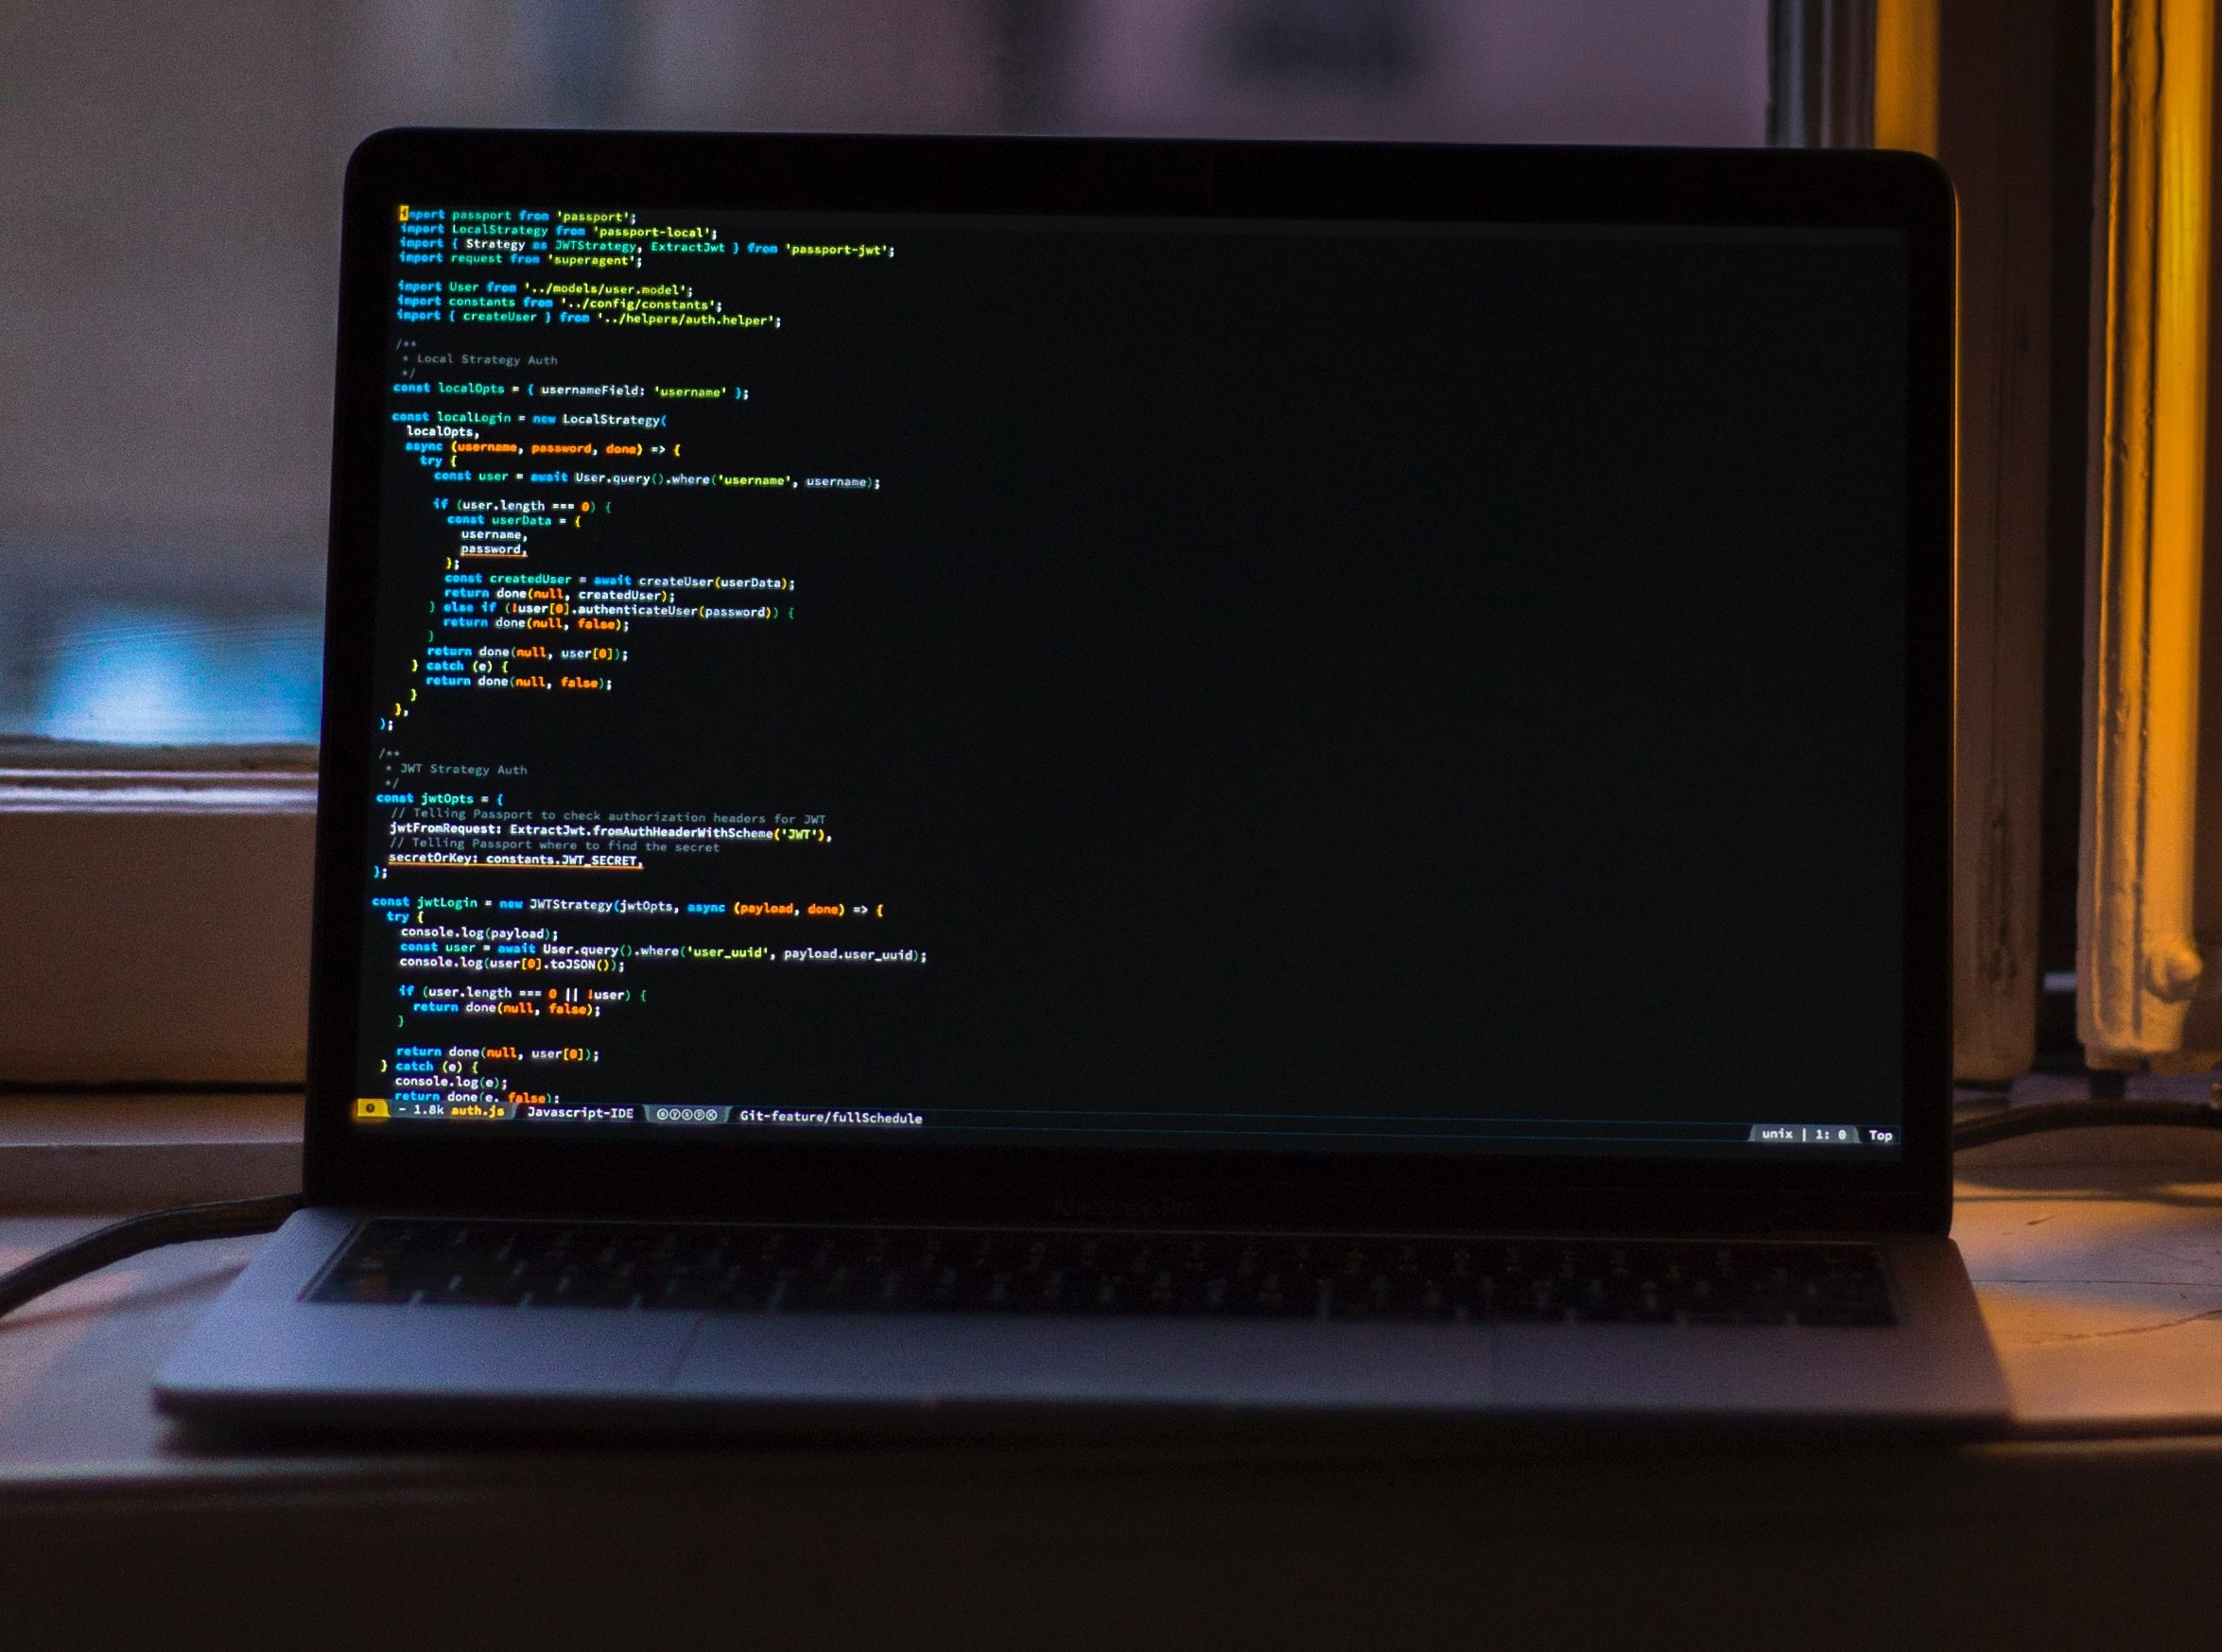 import passport from 'passport';
import LocalStrategy from 'passport-local';
import { Strategy as JWTStrategy, ExtractJwt } from 'passport-jwt';
import request from 'superagent';

import User from '../models/user.model';
import constants from '../config/constants';
import { createUser } from '../helpers/auth.helper';

/**
 * Local Strategy Auth
 */
const localOpts = { usernameField: 'username' };

const localLogin = new LocalStrategy(
  localOpts,
  async (username, password, done) => {
    try {
      const user = await User.query().where('username', username);

      if (user.length === 0) {
        const userData = {
          username,
          password,
        };
        const createdUser = await createUser(userData);
        return done(null, createdUser);
      } else if (!user[0].authenticateUser(password)) {
        return done(null, false);
      }

      return done(null, user[0]);
    } catch (e) {
      return done(null, false);
    }
  },
);

/**
 * JWT Strategy Auth
 */
const jwtOpts = {
  // Telling Passport to check authorization headers for JWT
  jwtFromRequest: ExtractJwt.fromAuthHeaderWithScheme('JWT'),
  // Telling Passport where to find the secret
  secretOrKey: constants.JWT_SECRET,
};

const jwtLogin = new JWTStrategy(jwtOpts, async (payload, done) => {
  try {
    console.log(payload);
    const user = await User.query().where('user_uuid', payload.user_uuid);
    console.log(user[0].toJSON());

    if (user.length === 0 || !user) {
      return done(null, false);
    }

    return done(null, user[0]);
  } catch (e) {
    console.log(e);
    return done(e, false);
- 1.8k auth.js Javascript-IDE Git-feature/fullSchedule unix | 1: 0 Top